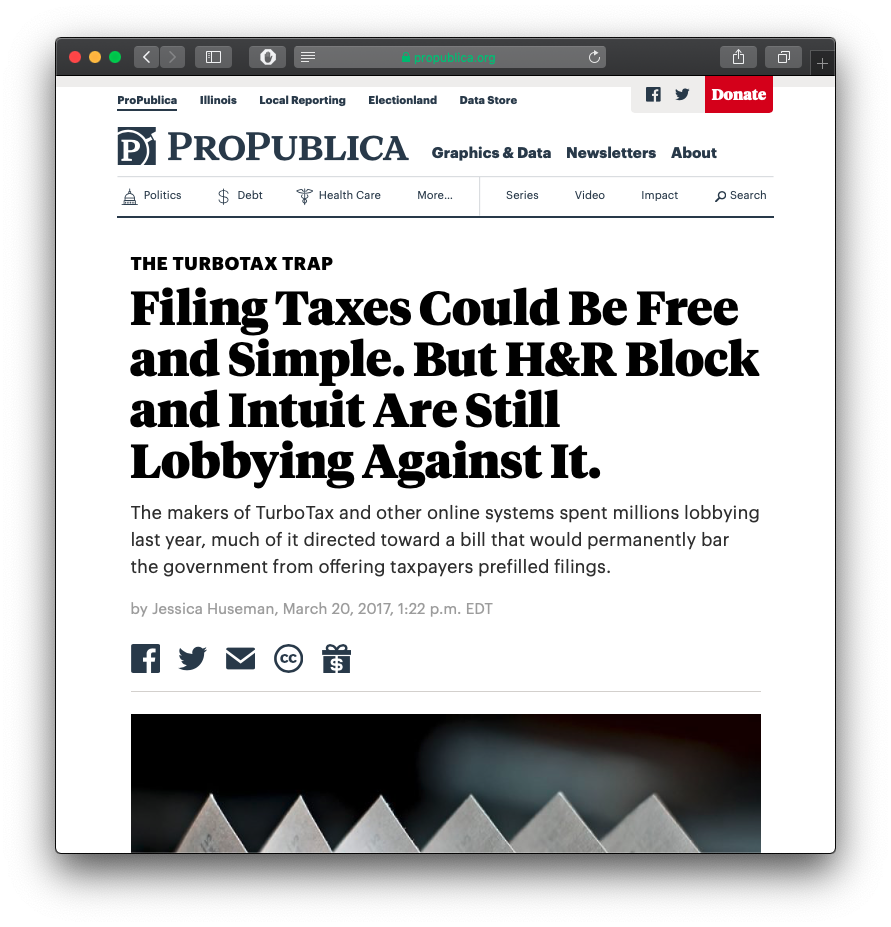 propublica.org
ProPublica Illinois Local Reporting Electionland Data Store
Donate
PROPUBLICA Graphics & Data Newsletters About
Politics Debt Health Care More... Series Video Impact Search
THE TURBOTAX TRAP
Filing Taxes Could Be Free
and Simple. But H&R Block
and Intuit Are Still
Lobbying Against It.
The makers of TurboTax and other online systems spent millions lobbying
last year, much of it directed toward a bill that would permanently bar
the government from offering taxpayers prefilled filings.
by Jessica Huseman, March 20, 2017, 1:22 p.m. EDT